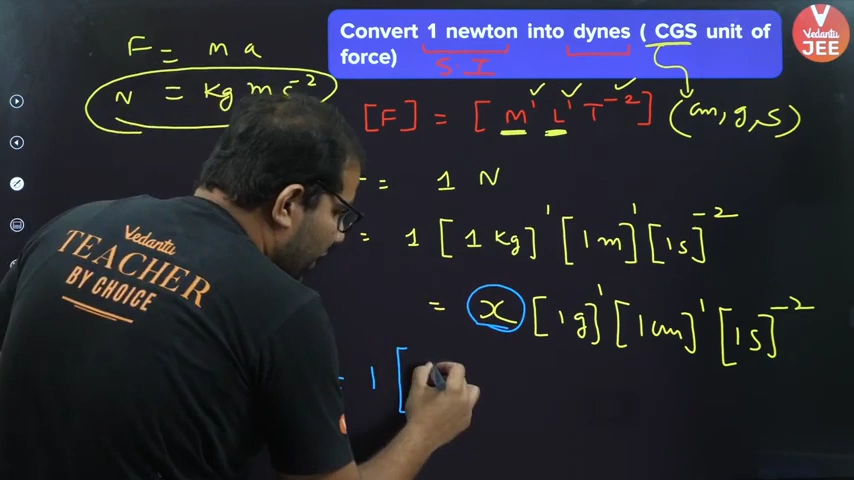 Convert 1 newton into dynes ( CGS unit of
force)
S.I
Vedantu
JEE
F = m a
N = Kg m s⁻²
[F] = [M¹ L¹ T⁻²] (cm, g, s)
= 1 N
= 1 [1 Kg]¹ [1 m]¹ [1 s]⁻²
= x [1 g]¹ [1 cm]¹ [1 s]⁻²
= 1 [
Vedantu
TEACHER
BY CHOICE